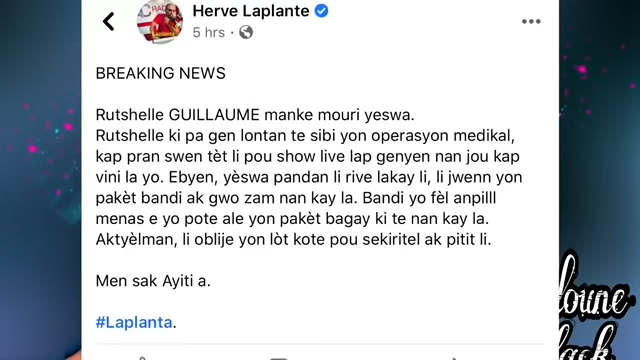 Herve Laplante
5 hrs ·
BREAKING NEWS
Rutshelle GUILLAUME manke mouri yeswa.
Rutshelle ki pa gen lontan te sibi yon operasyon medikal,
kap pran swen tèt li pou show live lap genyen nan jou kap
vini la yo. Ebyen, yèswa pandan li rive lakay li, li jwenn yon
pakèt bandi ak gwo zam nan kay la. Bandi yo fèl anpilll
menas e yo pote ale yon pakèt bagay ki te nan kay la.
Aktyèlman, li oblije yon lòt kote pou sekiritel ak pitit li.
Men sak Ayiti a.
#Laplanta.